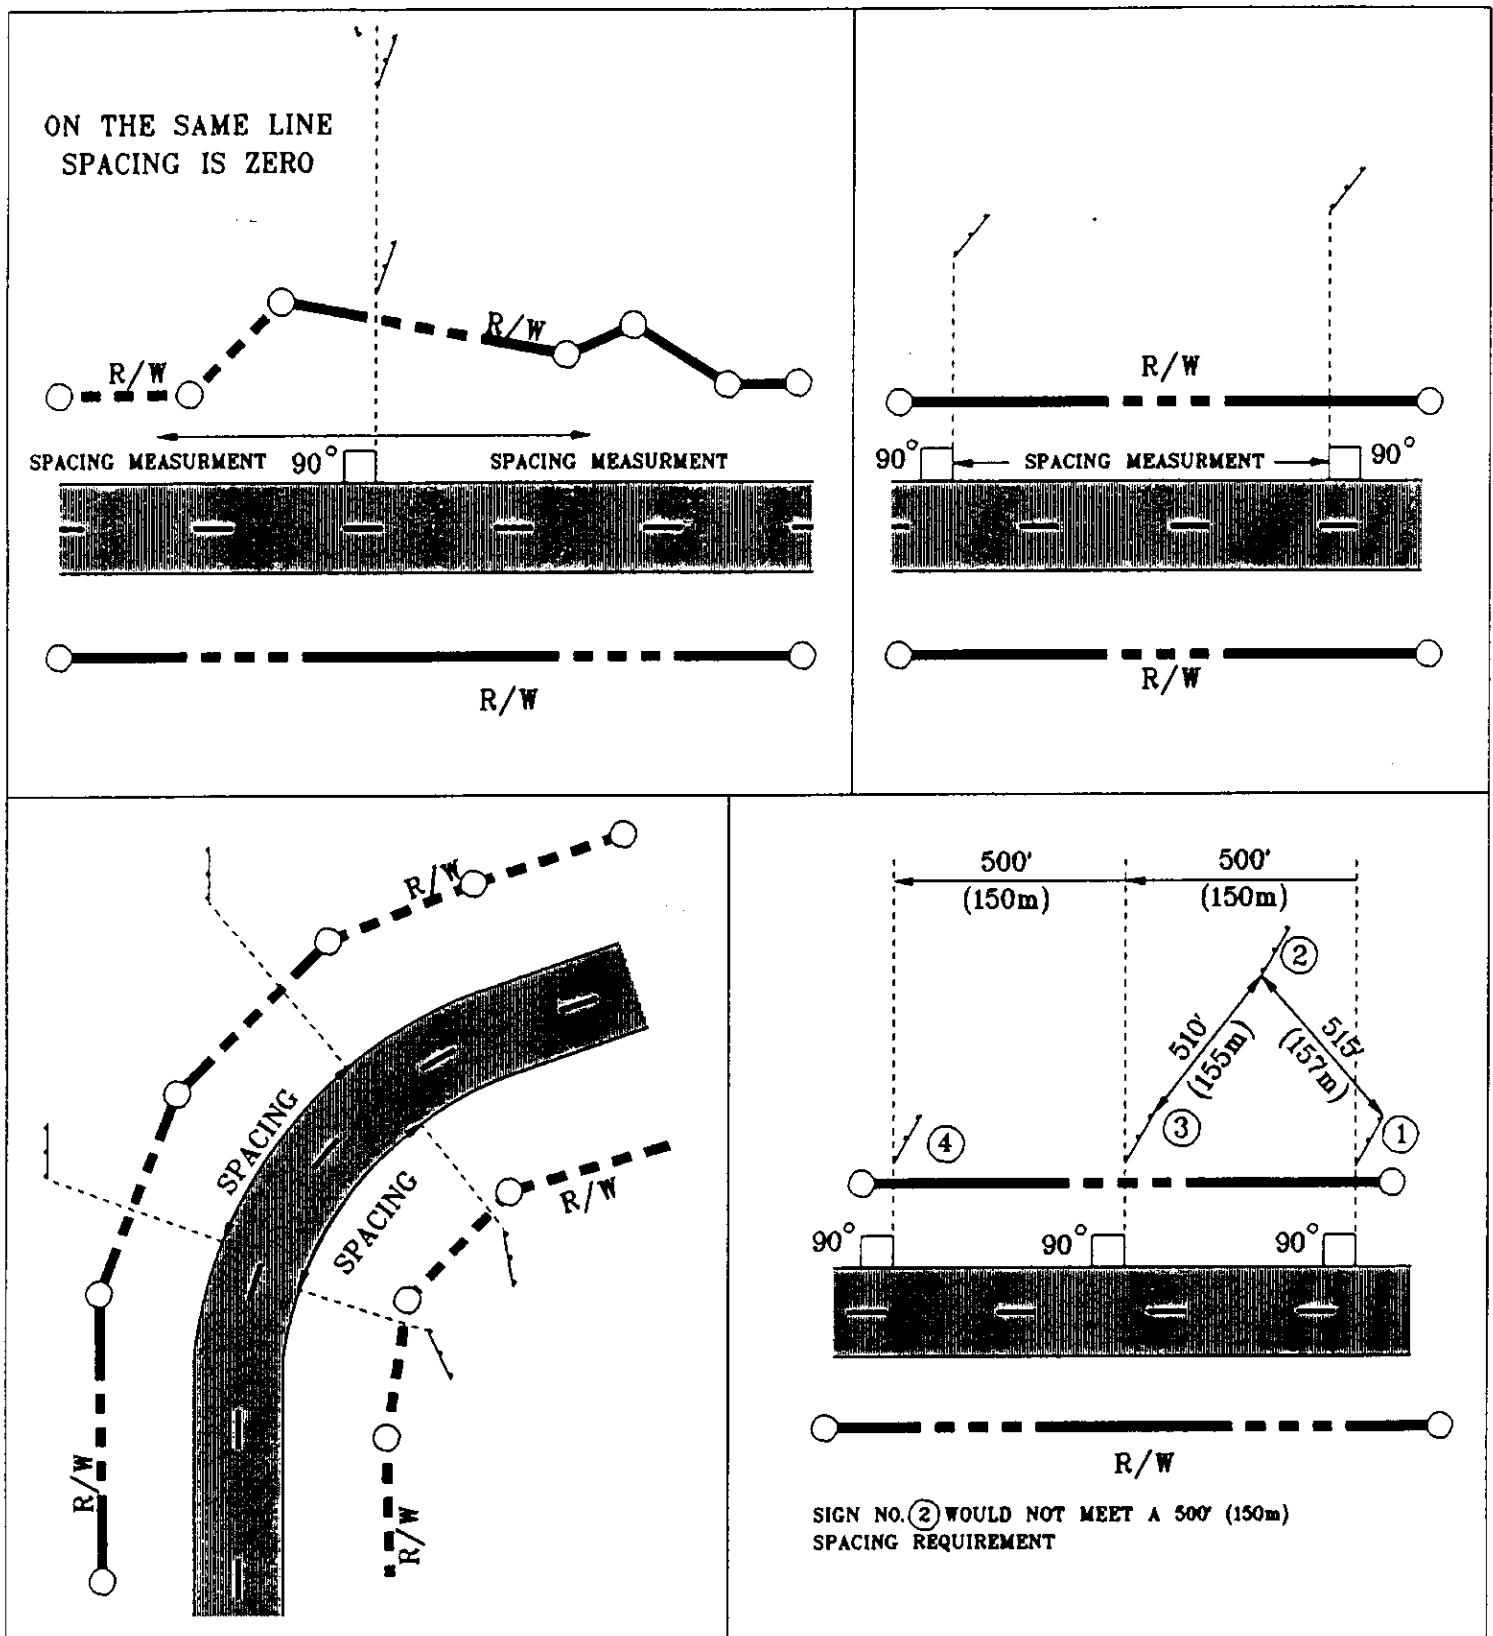 ON THE SAME LINE
SPACING IS ZERO
R/W
R/W
SPACING MEASURMENT 90° SPACING MEASURMENT
R/W
R/W
90° SPACING MEASURMENT 90°
R/W
R/W
SPACING
SPACING
R/W
R/W
R/W
500' 500'
(150m) (150m)
2
510'
(155m)
515'
(157m)
4 3 1
90° 90° 90°
R/W
SIGN NO. 2 WOULD NOT MEET A 500' (150m)
SPACING REQUIREMENT